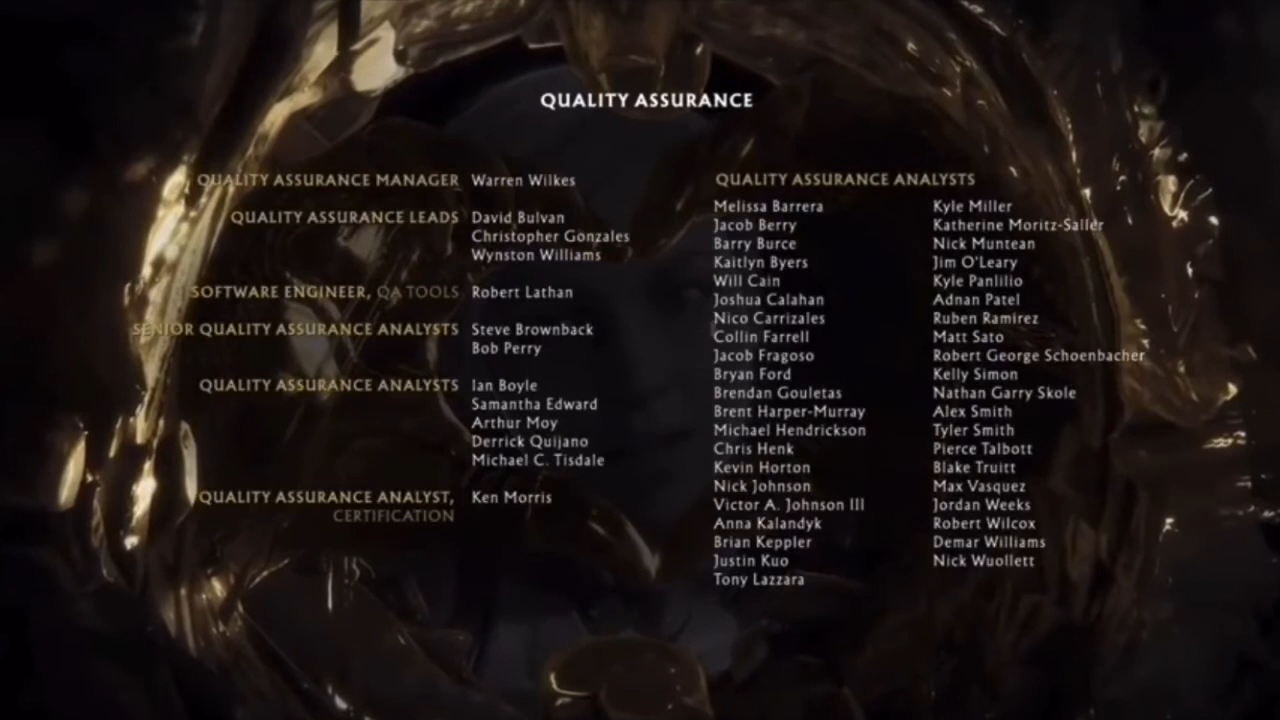 QUALITY ASSURANCE
QUALITY ASSURANCE MANAGER Warren Wilkes
QUALITY ASSURANCE LEADS David Bulvan
Christopher Gonzales
Wynston Williams
SOFTWARE ENGINEER, QA TOOLS Robert Lathan
SENIOR QUALITY ASSURANCE ANALYSTS Steve Brownback
Bob Perry
QUALITY ASSURANCE ANALYSTS Ian Boyle
Samantha Edward
Arthur Moy
Derrick Quijano
Michael C. Tisdale
QUALITY ASSURANCE ANALYST, Ken Morris
CERTIFICATION
QUALITY ASSURANCE ANALYSTS
Melissa Barrera
Jacob Berry
Barry Burce
Kaitlyn Byers
Will Cain
Joshua Calahan
Nico Carrizales
Collin Farrell
Jacob Fragoso
Bryan Ford
Brendan Gouletas
Brent Harper-Murray
Michael Hendrickson
Chris Henk
Kevin Horton
Nick Johnson
Victor A. Johnson III
Anna Kalandyk
Brian Keppler
Justin Kuo
Tony Lazzara
Kyle Miller
Katherine Moritz-Saller
Nick Muntean
Jim O'Leary
Kyle Panlilio
Adnan Patel
Ruben Ramirez
Matt Sato
Robert George Schoenbacher
Kelly Simon
Nathan Garry Skole
Alex Smith
Tyler Smith
Pierce Talbott
Blake Truitt
Max Vasquez
Jordan Weeks
Robert Wilcox
Demar Williams
Nick Wuollett